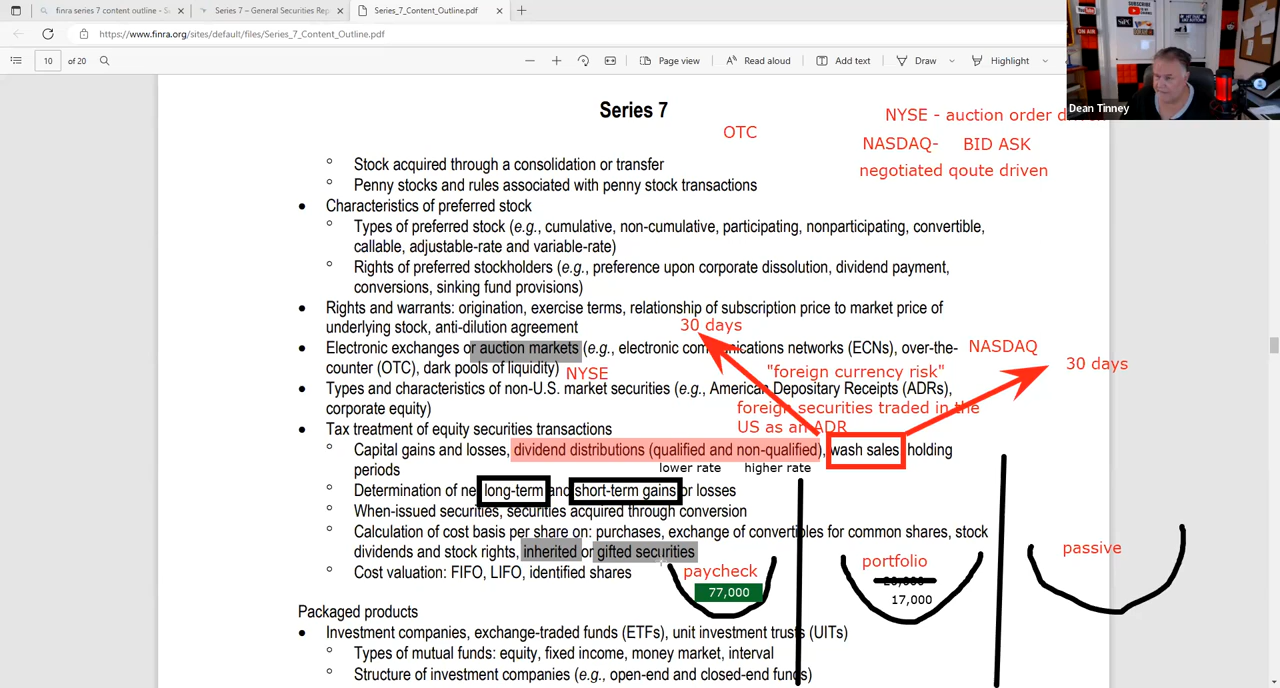 finra series 7 content outline - S
Series 7 – General Securities Rep
Series_7_Content_Outline.pdf
https://www.finra.org/sites/default/files/Series_7_Content_Outline.pdf
10 of 20
Page view
Read aloud
Add text
Draw
Highlight
ON AIR
SUBSCRIBE
YouTube
SIPC
Dean Tinney
Series 7
NYSE - auction order d
OTC
NASDAQ- BID ASK
negotiated qoute driven
Stock acquired through a consolidation or transfer
Penny stocks and rules associated with penny stock transactions
Characteristics of preferred stock
Types of preferred stock (e.g., cumulative, non-cumulative, participating, nonparticipating, convertible,
callable, adjustable-rate and variable-rate)
Rights of preferred stockholders (e.g., preference upon corporate dissolution, dividend payment,
conversions, sinking fund provisions)
Rights and warrants: origination, exercise terms, relationship of subscription price to market price of
underlying stock, anti-dilution agreement
30 days
Electronic exchanges or auction markets (e.g., electronic communications networks (ECNs), over-the-
NASDAQ
counter (OTC), dark pools of liquidity)
NYSE
"foreign currency risk"
30 days
Types and characteristics of non-U.S. market securities (e.g., American Depositary Receipts (ADRs),
corporate equity)
foreign securities traded in the
US as an ADR
Tax treatment of equity securities transactions
Capital gains and losses, dividend distributions (qualified and non-qualified), wash sales, holding
periods
lower rate higher rate
Determination of ne long-term and short-term gains or losses
When-issued securities, securities acquired through conversion
Calculation of cost basis per share on: purchases, exchange of convertibles for common shares, stock
dividends and stock rights, inherited or gifted securities
Cost valuation: FIFO, LIFO, identified shares
paycheck
77,000
portfolio
20,000
17,000
passive
Packaged products
Investment companies, exchange-traded funds (ETFs), unit investment trusts (UITs)
Types of mutual funds: equity, fixed income, money market, interval
Structure of investment companies (e.g., open-end and closed-end funds)